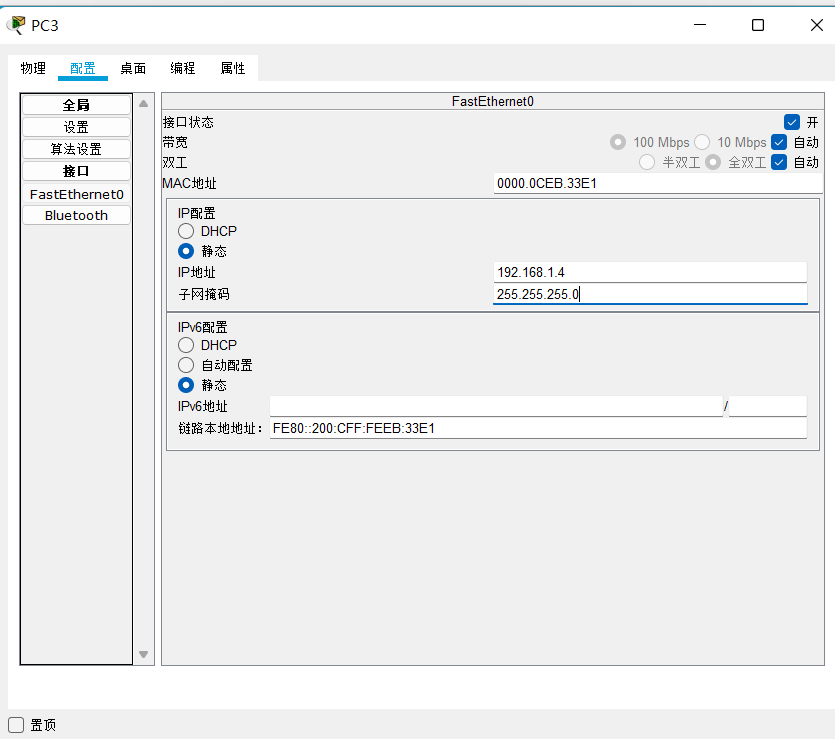 PC3
物理 配置 桌面 编程 属性
全局
设置
算法设置
接口
FastEthernet0
Bluetooth
FastEthernet0
接口状态 开
带宽 100 Mbps 10 Mbps 自动
双工 半双工 全双工 自动
MAC地址 0000.0CEB.33E1
IP配置
DHCP
静态
IP地址 192.168.1.4
子网掩码 255.255.255.0
IPv6配置
DHCP
自动配置
静态
IPv6地址 /
链路本地地址: FE80::200:CFF:FEEB:33E1
置顶